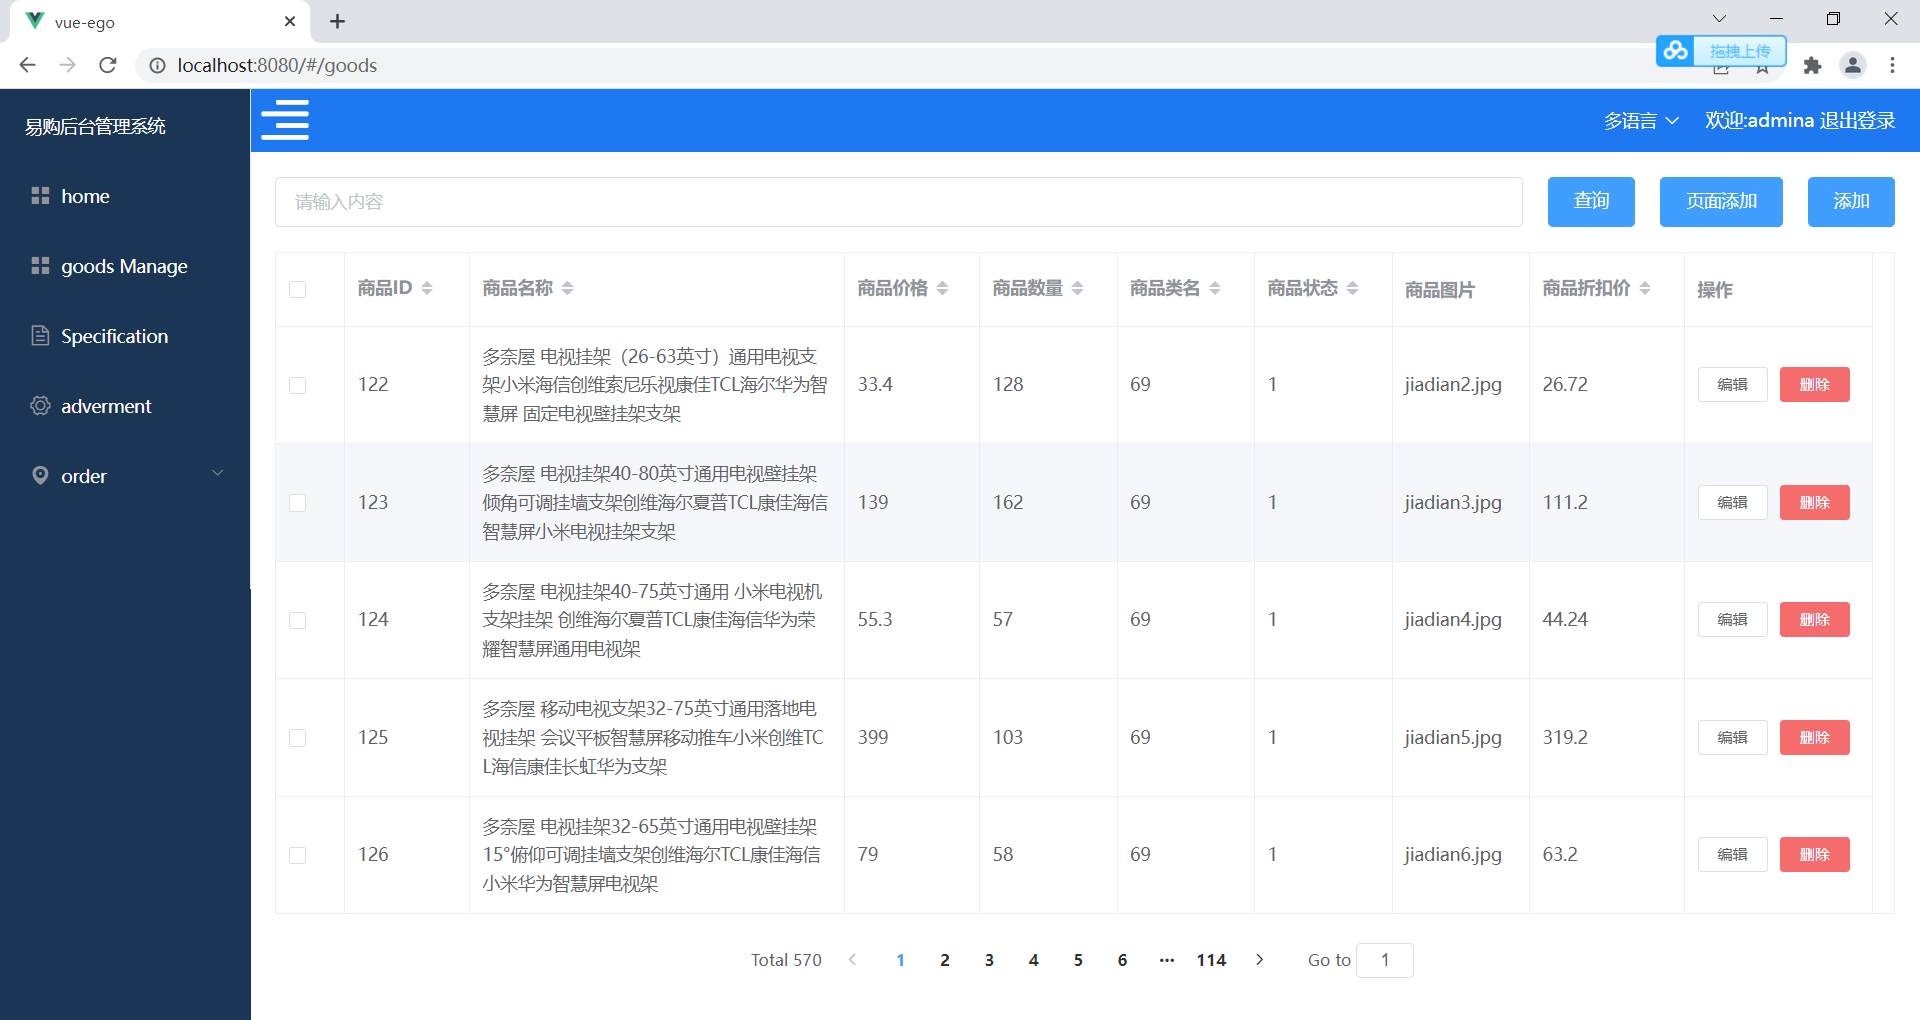 vue-ego
localhost:8080/#/goods
拖拽上传
易购后台管理系统
多语言
欢迎:admina 退出登录
home
goods Manage
Specification
adverment
order
请输入内容
查询
页面添加
添加
商品ID 商品名称 商品价格 商品数量 商品类名 商品状态 商品图片 商品折扣价 操作
多奈屋 电视挂架（26-63英寸）通用电视支
122 架小米海信创维索尼乐视康佳TCL海尔华为智 33.4 128 69 1 jiadian2.jpg 26.72 编辑 删除
慧屏 固定电视壁挂架支架
多奈屋 电视挂架40-80英寸通用电视壁挂架
123 倾角可调挂墙支架创维海尔夏普TCL康佳海信 139 162 69 1 jiadian3.jpg 111.2 编辑 删除
智慧屏小米电视挂架支架
多奈屋 电视挂架40-75英寸通用 小米电视机
124 支架挂架 创维海尔夏普TCL康佳海信华为荣 55.3 57 69 1 jiadian4.jpg 44.24 编辑 删除
耀智慧屏通用电视架
多奈屋 移动电视支架32-75英寸通用落地电
125 视挂架 会议平板智慧屏移动推车小米创维TC 399 103 69 1 jiadian5.jpg 319.2 编辑 删除
L海信康佳长虹华为支架
多奈屋 电视挂架32-65英寸通用电视壁挂架
126 15°俯仰可调挂墙支架创维海尔TCL康佳海信 79 58 69 1 jiadian6.jpg 63.2 编辑 删除
小米华为智慧屏电视架
Total 570 1 2 3 4 5 6 ··· 114 Go to 1